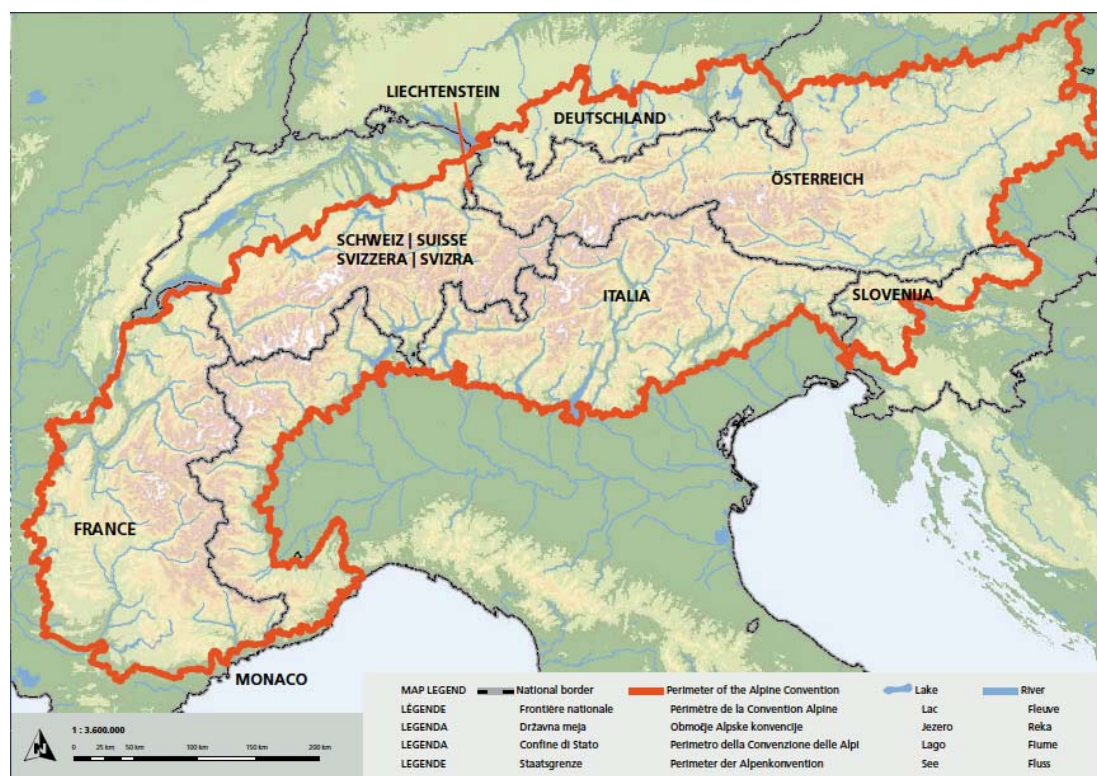 LIECHTENSTEIN
DEUTSCHLAND
ÖSTERREICH
SCHWEIZ | SUISSE
SVIZZERA | SVIZRA
ITALIA
SLOVENIJA
FRANCE
MONACO
MAP LEGEND National border Perimeter of the Alpine Convention Lake River
LÉGENDE Frontière nationale Périmètre de la Convention Alpine Lac Fleuve
LEGENDA Državna meja Območje Alpske konvencije Jezero Reka
LEGENDA Confine di Stato Perimetro della Convenzione delle Alpi Lago Fiume
LEGENDE Staatsgrenze Perimeter der Alpenkonvention See Fluss
N
1 : 3.600.000
0 25 km 50 km 100 km 150 km 200 km